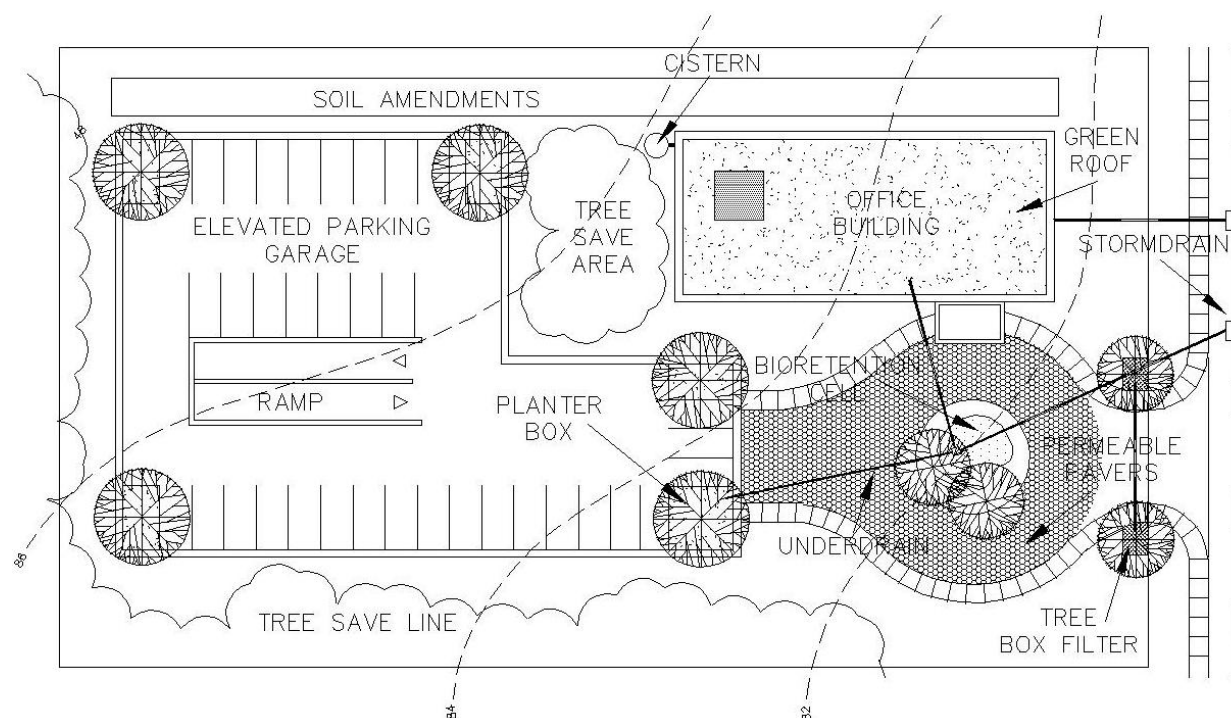 CISTERN
SOIL AMENDMENTS
GREEN
ROOF
OFFICE
BUILDING
TREE
SAVE
AREA
ELEVATED PARKING
GARAGE
STORMDRAIN
BIORETENTION
CELL
RAMP
PLANTER
BOX
PERMEABLE
PAVERS
UNDERDRAIN
TREE SAVE LINE
TREE
BOX FILTER
86
84
82